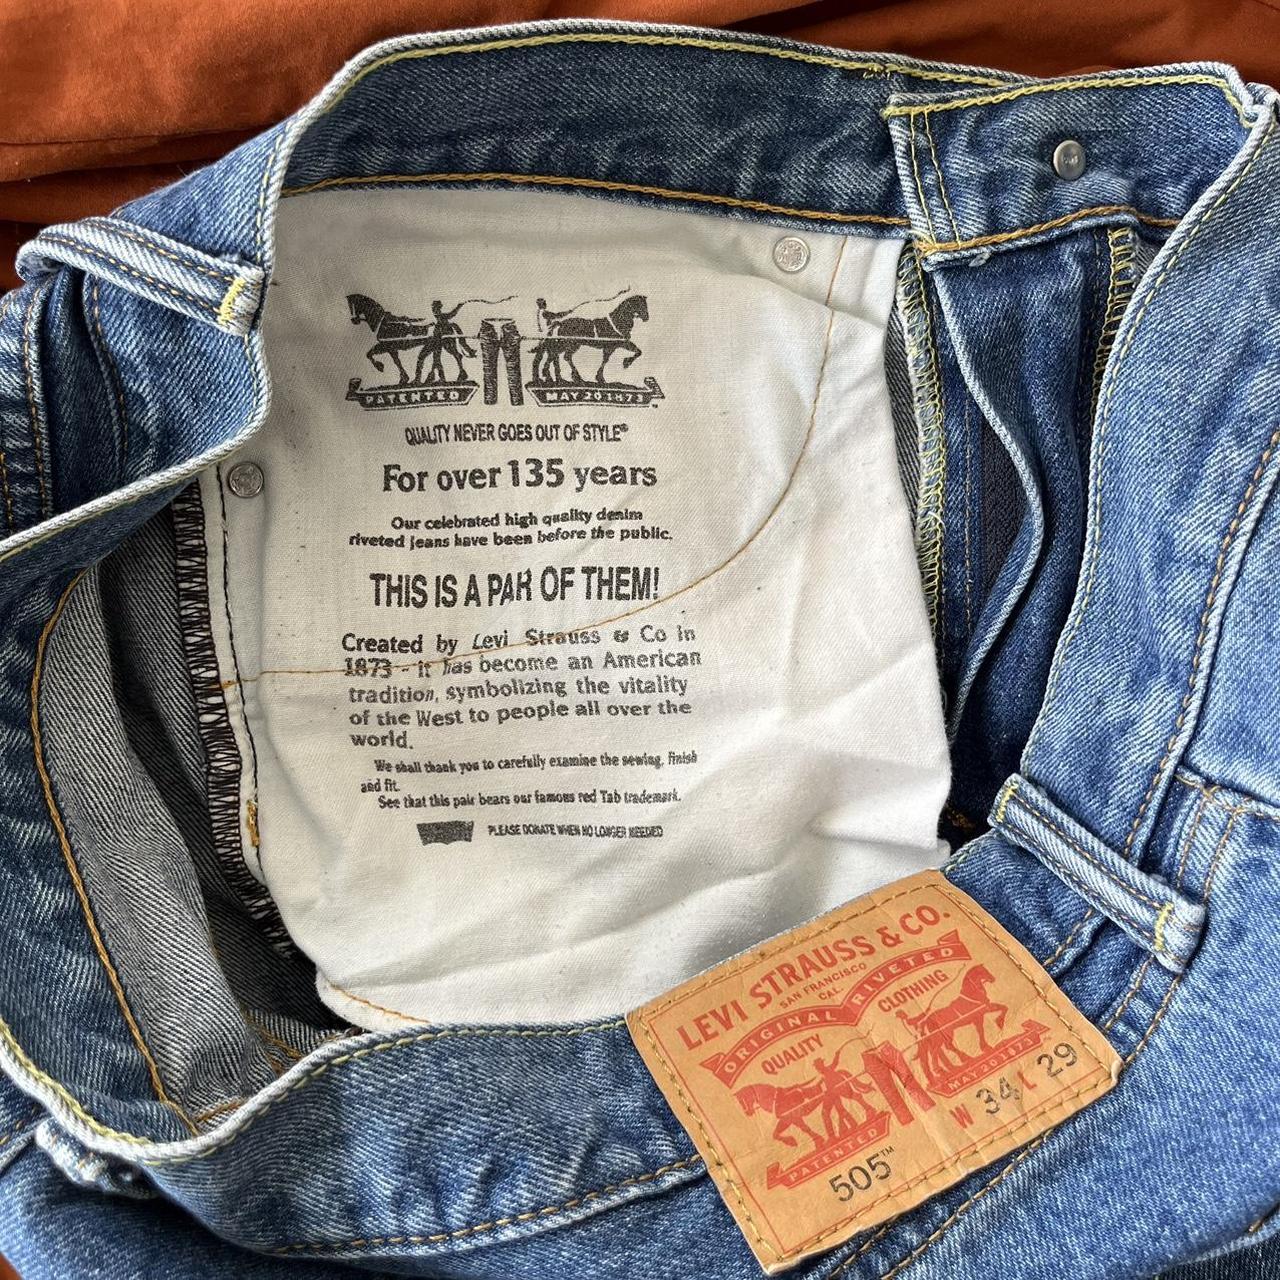 PATENTED MAY 20 1873
QUALITY NEVER GOES OUT OF STYLE®
For over 135 years
Our celebrated high quality denim
riveted jeans have been before the public.
THIS IS A PAIR OF THEM!
Created by Levi Strauss & Co in
1873 - it has become an American
tradition, symbolizing the vitality
of the West to people all over the
world.
We shall thank you to carefully examine the sewing, finish
and fit.
See that this pair bears our famous red Tab trademark.
PLEASE DONATE WHEN NO LONGER NEEDED
LEVI STRAUSS & CO.
SAN FRANCISCO
CAL.
ORIGINAL RIVETED
QUALITY CLOTHING
PATENTED MAY 20 1873
505™ W 34 L 29